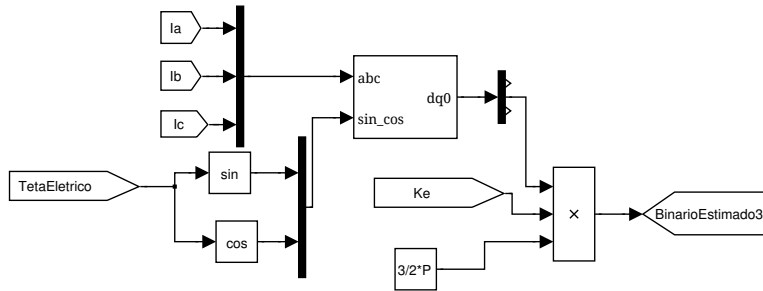 Ia
Ib
Ic
abc
sin_cos
dq0
TetaEletrico
sin
cos
Ke
3/2*P
×
BinarioEstimado3